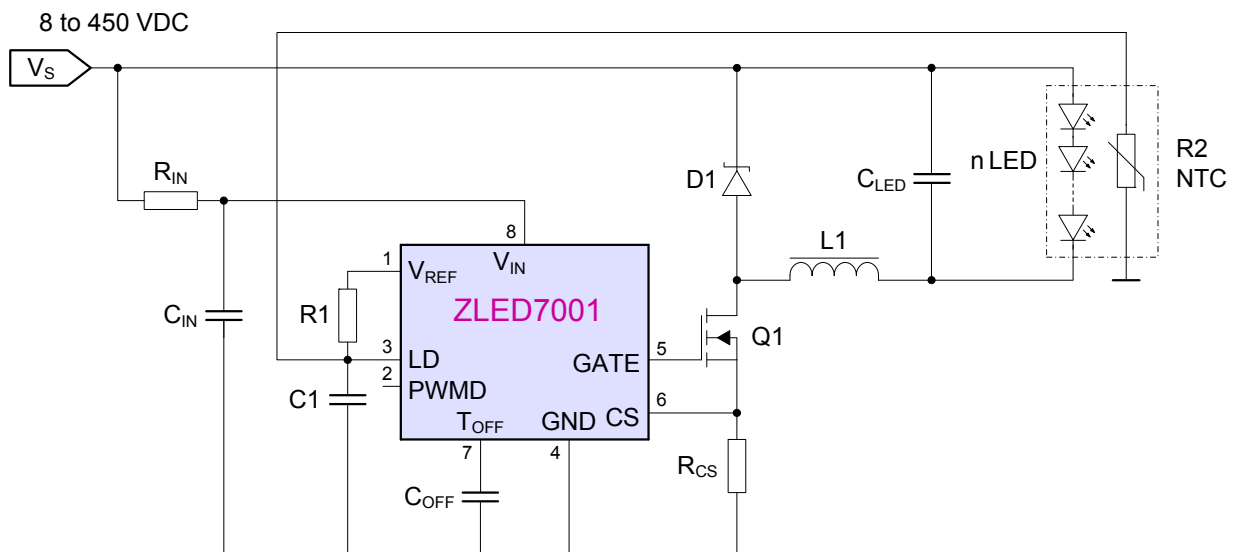 8 to 450 VDC
VS
RIN
CIN
R1
C1
1
VREF
8
VIN
ZLED7001
3
LD
2
PWMD
TOFF
7
GND
4
GATE
5
CS
6
COFF
RCS
Q1
D1
L1
CLED
n LED
R2
NTC